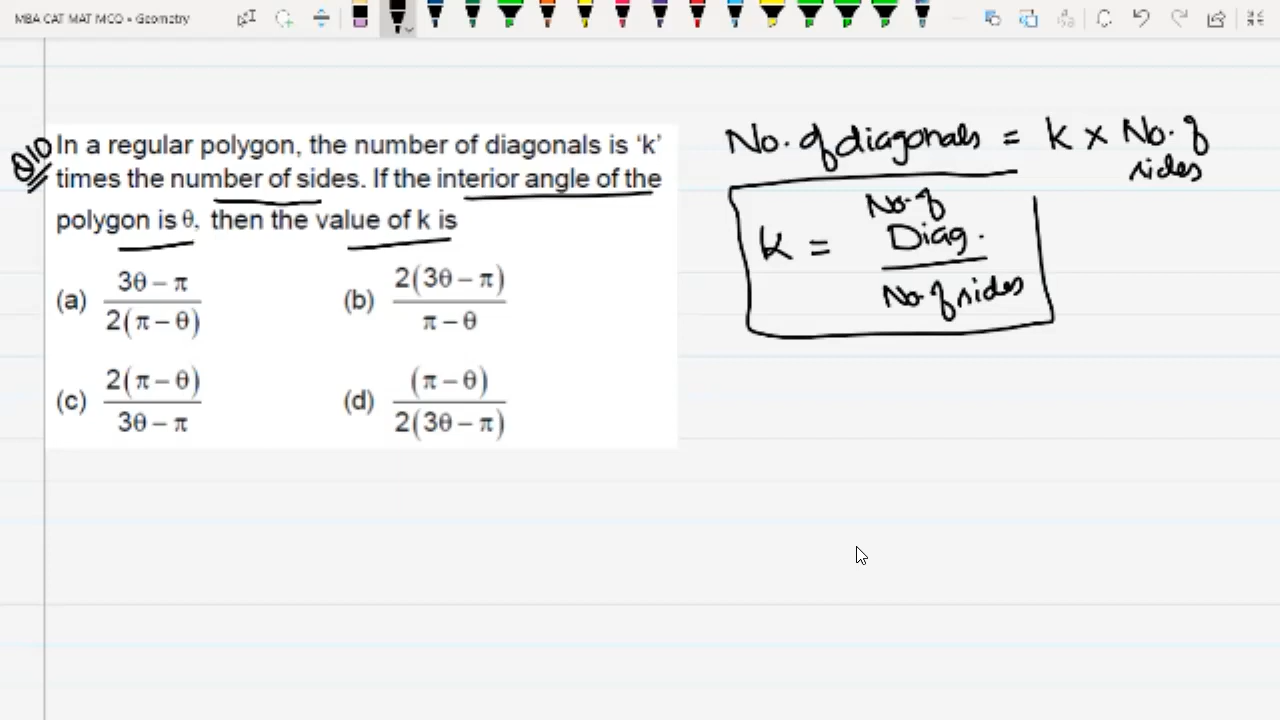 MBA CAT MAT MCQ » Geometry
Q10 In a regular polygon, the number of diagonals is ‘k’
times the number of sides. If the interior angle of the
polygon is θ, then the value of k is
(a) 3θ – π / 2(π – θ) (b) 2(3θ – π) / π – θ
(c) 2(π – θ) / 3θ – π (d) (π – θ) / 2(3θ – π)
No. of diagonals = k × No. of
sides
k = No. of Diag. / No. of sides